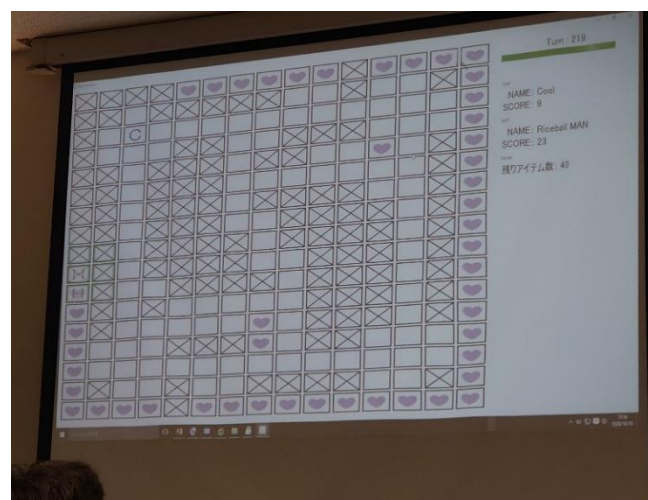 Turn : 219
NAME: Cool
SCORE: 9
NAME: Riceball MAN
SCORE: 23
残りアイテム数: 43
C
H